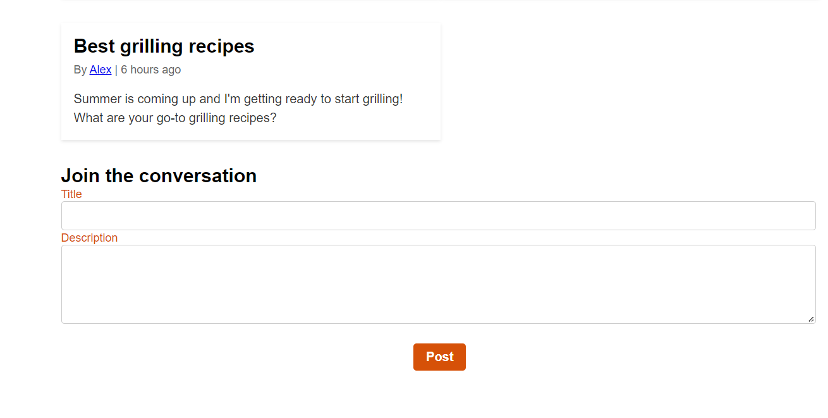 Best grilling recipes
By Alex | 6 hours ago
Summer is coming up and I'm getting ready to start grilling!
What are your go-to grilling recipes?
Join the conversation
Title
Description
Post